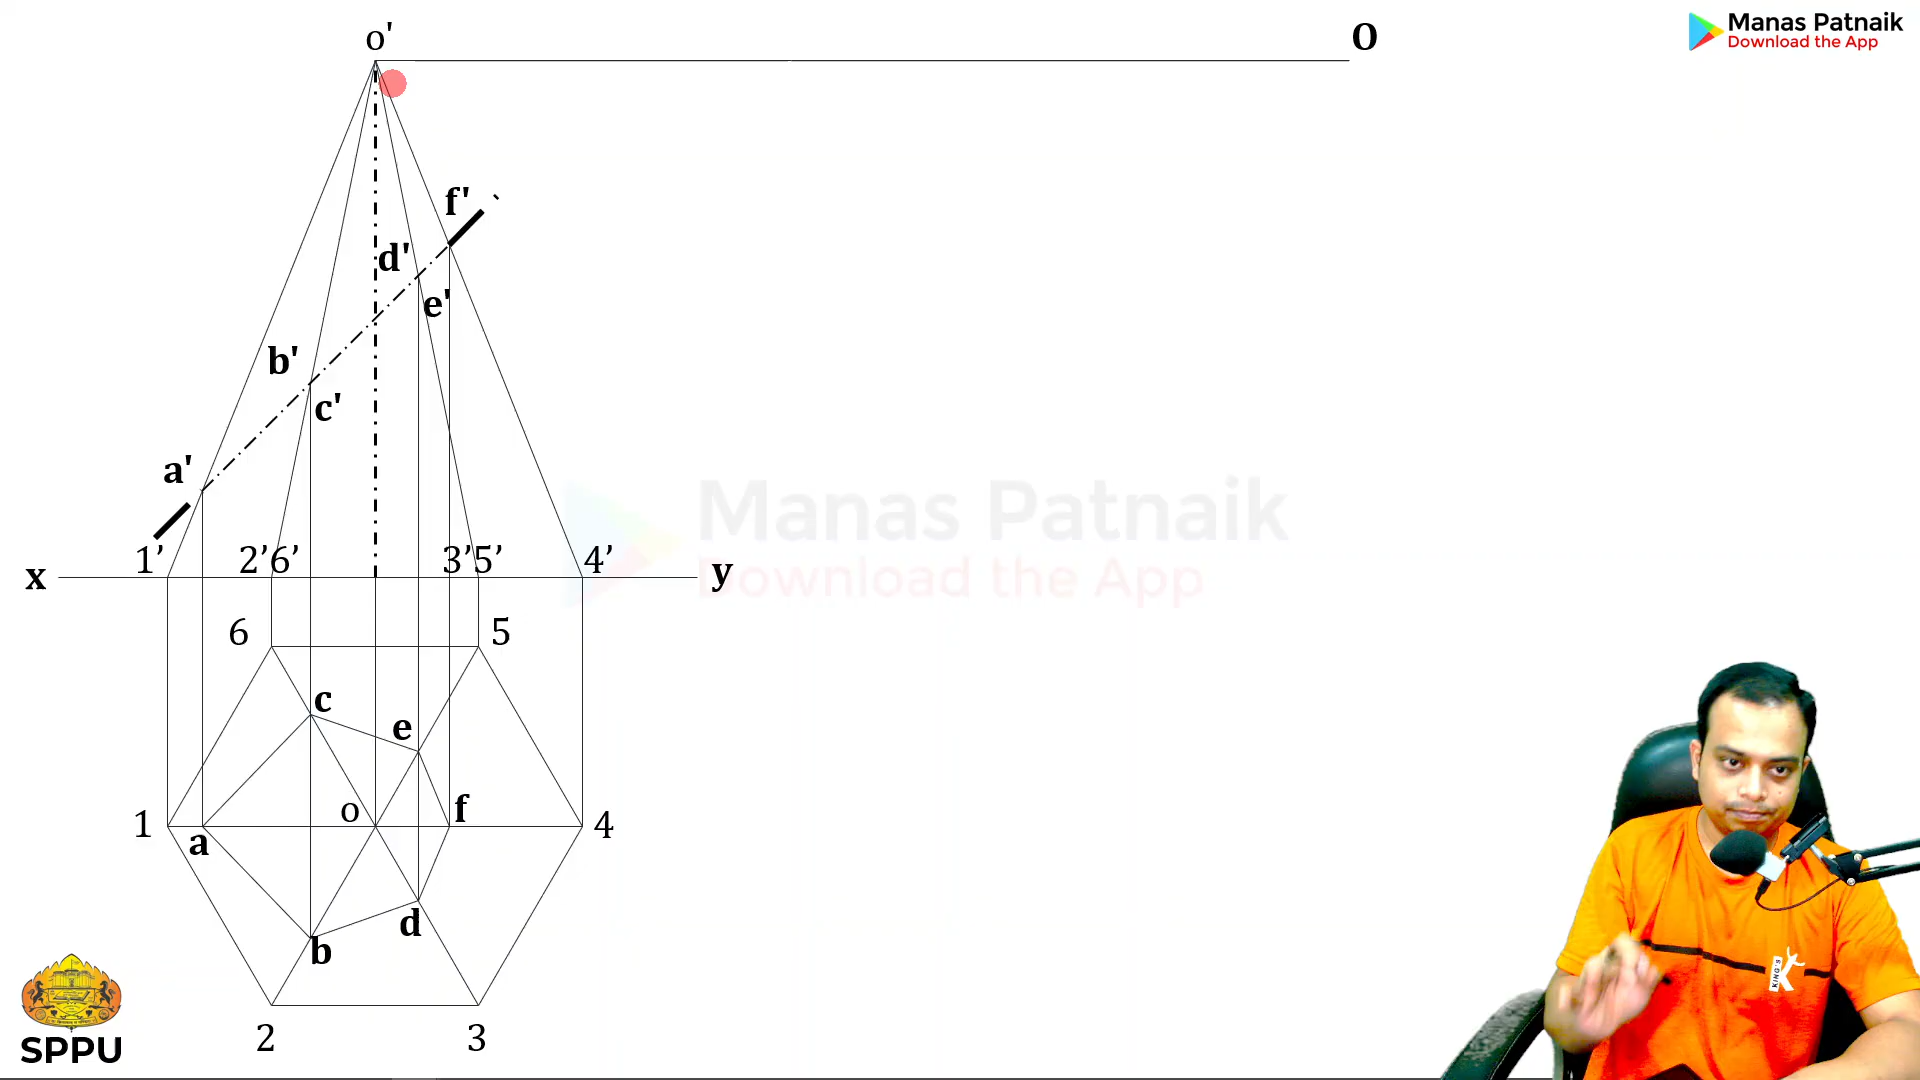 o'
O
Manas Patnaik
Download the App
f'
d'
e'
b'
c'
a'
Manas Patnaik
Download the App
1’ 2’6’ 3’5’ 4’
x y
6 5
c
e
1 a o f 4
d
b
2 3
SPPU
KING'S
K